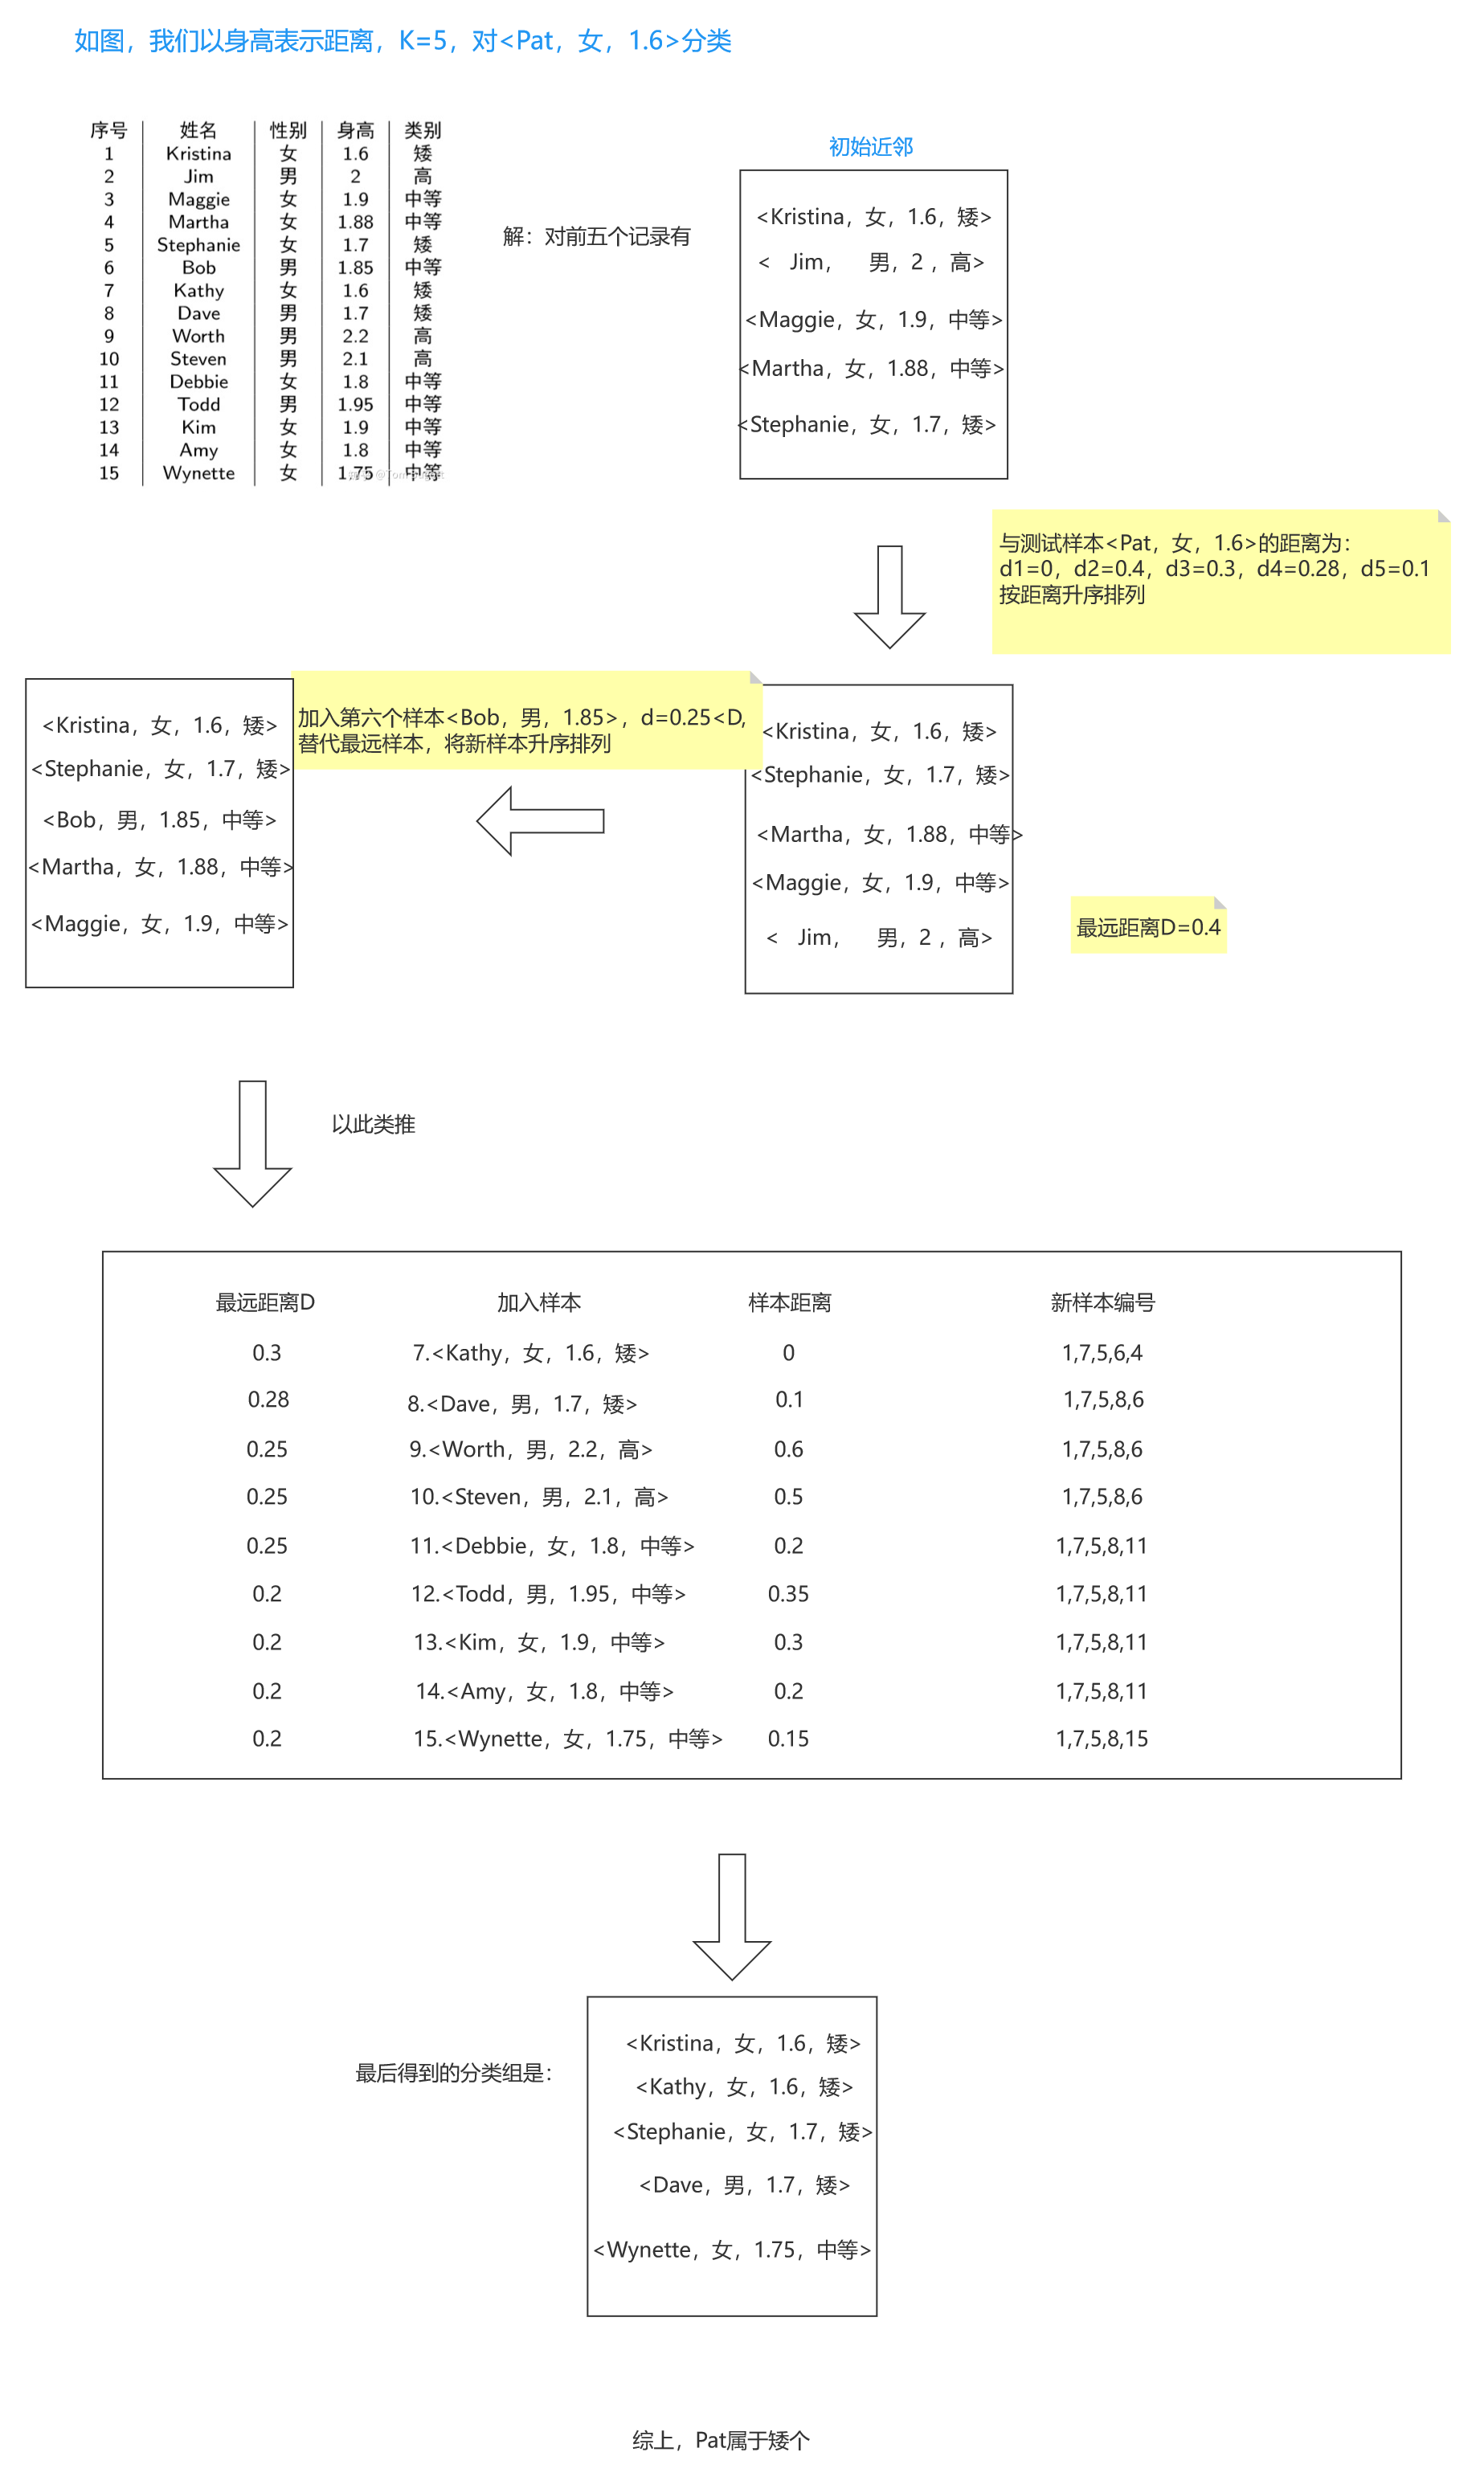 如图，我们以身高表示距离，K=5，对<Pat，女，1.6>分类
序号 姓名 性别 身高 类别
1 Kristina 女 1.6 矮
2 Jim 男 2 高
3 Maggie 女 1.9 中等
4 Martha 女 1.88 中等
5 Stephanie 女 1.7 矮
6 Bob 男 1.85 中等
7 Kathy 女 1.6 矮
8 Dave 男 1.7 矮
9 Worth 男 2.2 高
10 Steven 男 2.1 高
11 Debbie 女 1.8 中等
12 Todd 男 1.95 中等
13 Kim 女 1.9 中等
14 Amy 女 1.8 中等
15 Wynette 女 1.75 中等
解：对前五个记录有
初始近邻
<Kristina，女，1.6，矮>
< Jim， 男，2 ，高>
<Maggie，女，1.9，中等>
<Martha，女，1.88，中等>
<Stephanie，女，1.7，矮>
与测试样本<Pat，女，1.6>的距离为：
d1=0，d2=0.4，d3=0.3，d4=0.28，d5=0.1
按距离升序排列
<Kristina，女，1.6，矮>
<Stephanie，女，1.7，矮>
<Martha，女，1.88，中等>
<Maggie，女，1.9，中等>
< Jim， 男，2 ，高>
最远距离D=0.4
加入第六个样本<Bob，男，1.85>，d=0.25<D,
替代最远样本，将新样本升序排列
<Kristina，女，1.6，矮>
<Stephanie，女，1.7，矮>
<Bob，男，1.85，中等>
<Martha，女，1.88，中等>
<Maggie，女，1.9，中等>
以此类推
最远距离D 加入样本 样本距离 新样本编号
0.3 7.<Kathy，女，1.6，矮> 0 1,7,5,6,4
0.28 8.<Dave，男，1.7，矮> 0.1 1,7,5,8,6
0.25 9.<Worth，男，2.2，高> 0.6 1,7,5,8,6
0.25 10.<Steven，男，2.1，高> 0.5 1,7,5,8,6
0.25 11.<Debbie，女，1.8，中等> 0.2 1,7,5,8,11
0.2 12.<Todd，男，1.95，中等> 0.35 1,7,5,8,11
0.2 13.<Kim，女，1.9，中等> 0.3 1,7,5,8,11
0.2 14.<Amy，女，1.8，中等> 0.2 1,7,5,8,11
0.2 15.<Wynette，女，1.75，中等> 0.15 1,7,5,8,15
最后得到的分类组是：
<Kristina，女，1.6，矮>
<Kathy，女，1.6，矮>
<Stephanie，女，1.7，矮>
<Dave，男，1.7，矮>
<Wynette，女，1.75，中等>
综上，Pat属于矮个